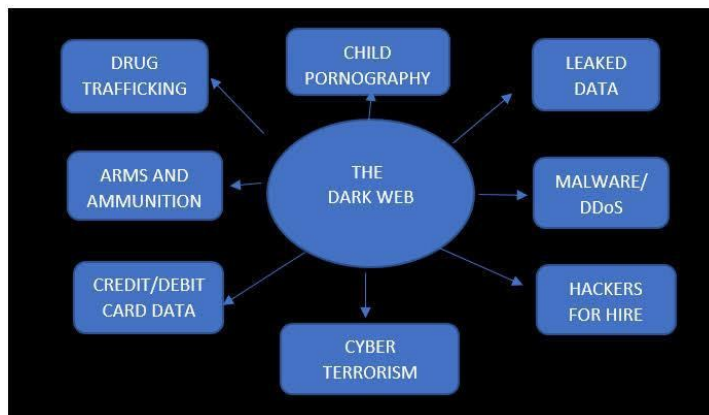 DRUG
TRAFFICKING
CHILD
PORNOGRAPHY
LEAKED
DATA
ARMS AND
AMMUNITION
THE
DARK WEB
MALWARE/
DDoS
CREDIT/DEBIT
CARD DATA
HACKERS
FOR HIRE
CYBER
TERRORISM